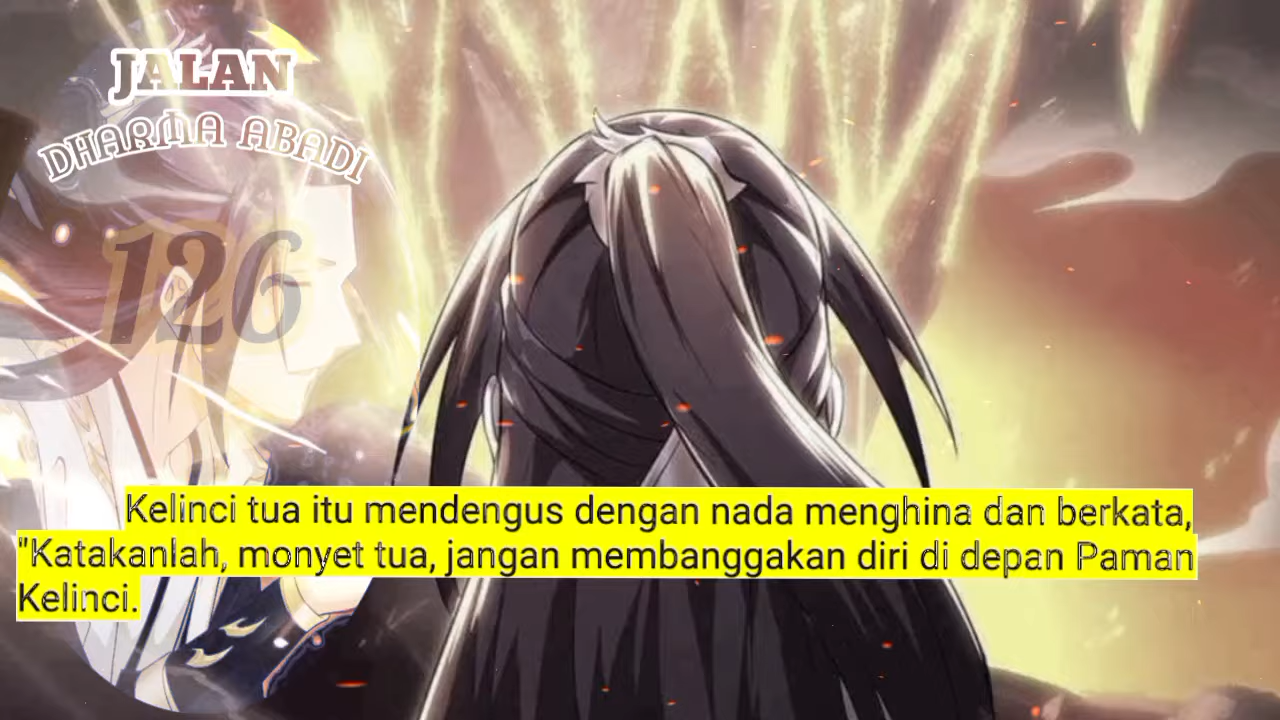 JALAN
DHARMA ABADI
126
Kelinci tua itu mendengus dengan nada menghina dan berkata,
"Katakanlah, monyet tua, jangan membanggakan diri di depan Paman
Kelinci.